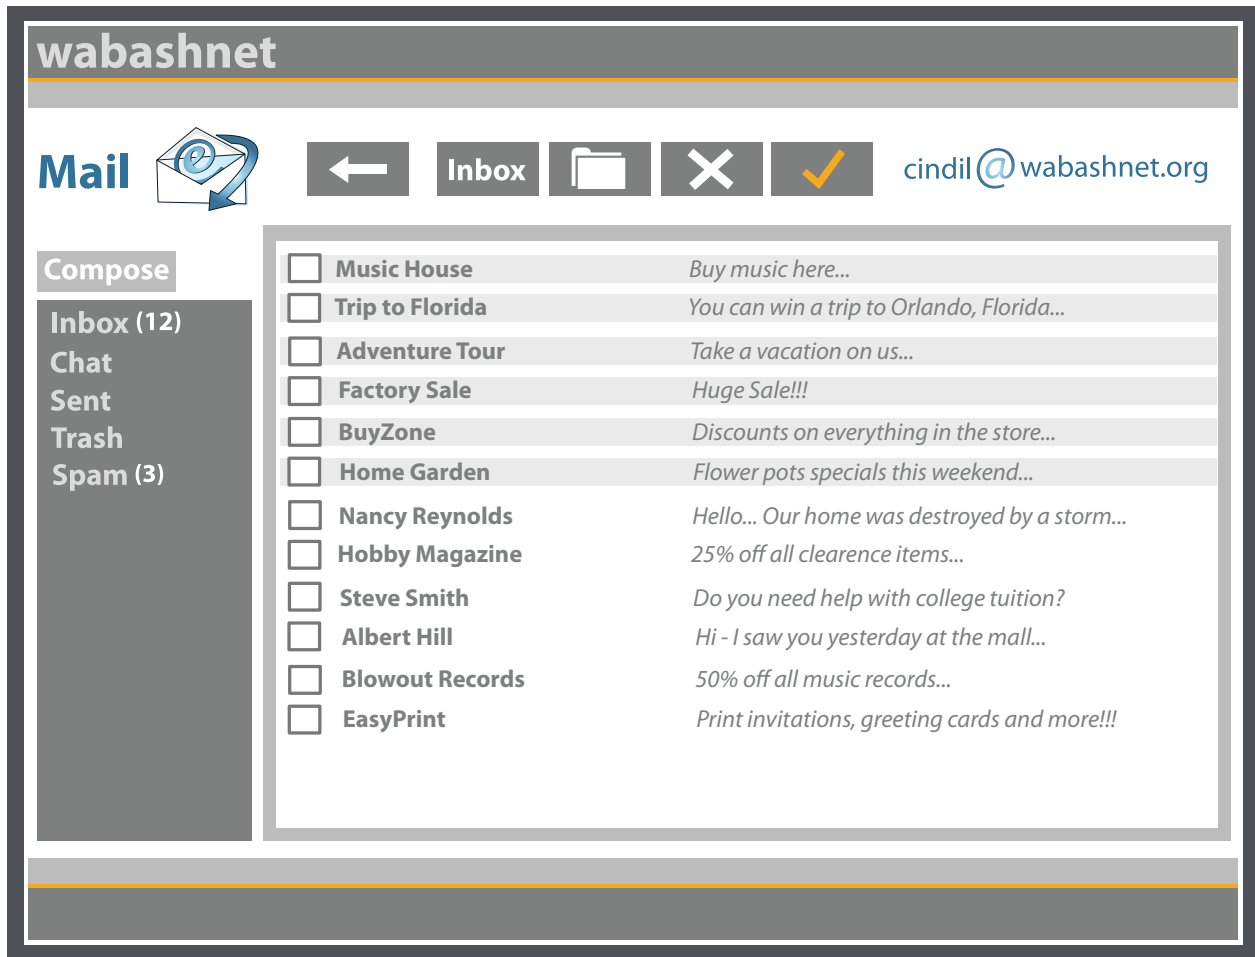 wabashnet
Mail
Inbox
cindil@wabashnet.org
Compose
Inbox (12)
Chat
Sent
Trash
Spam (3)
Music House Buy music here...
Trip to Florida You can win a trip to Orlando, Florida...
Adventure Tour Take a vacation on us...
Factory Sale Huge Sale!!!
BuyZone Discounts on everything in the store...
Home Garden Flower pots specials this weekend...
Nancy Reynolds Hello... Our home was destroyed by a storm...
Hobby Magazine 25% off all clearence items...
Steve Smith Do you need help with college tuition?
Albert Hill Hi - I saw you yesterday at the mall...
Blowout Records 50% off all music records...
EasyPrint Print invitations, greeting cards and more!!!